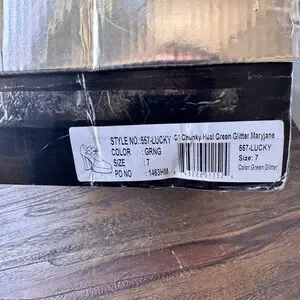 STYLE NO.:557-LUCKY
COLOR : GRNG
SIZE : 7
PO NO : 1463HM
Chunky Heel Green Glitter Maryjane
557-LUCKY
Size: 7
Color:Green Glitter